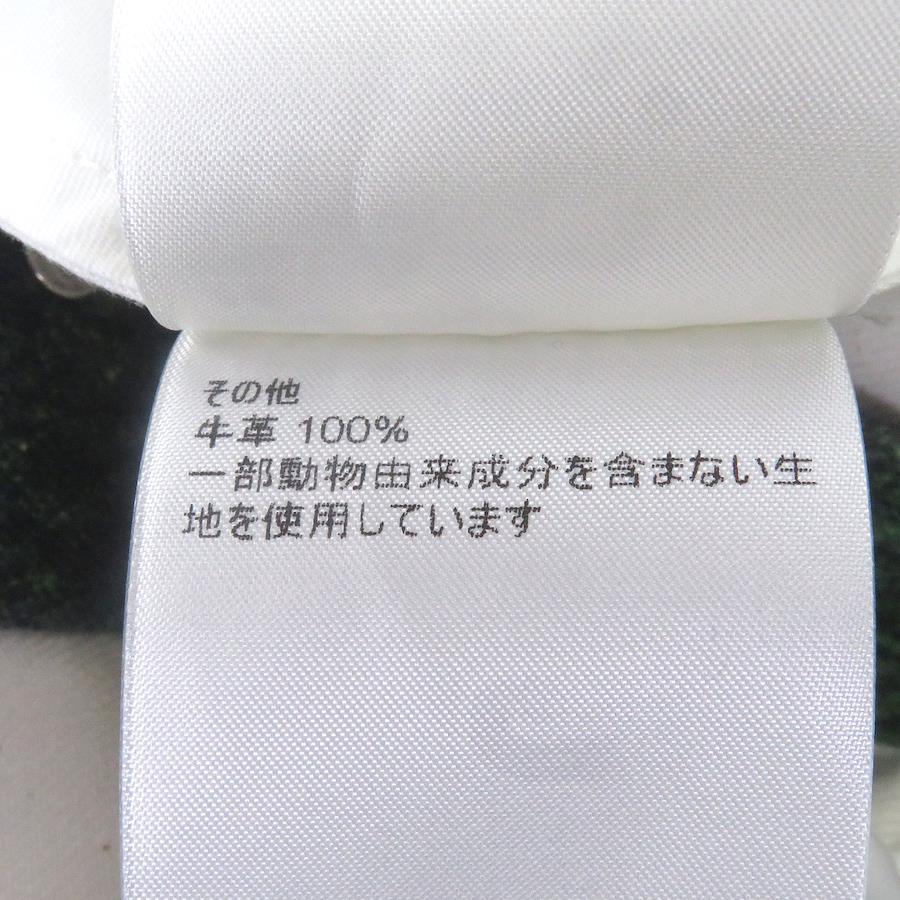 その他
牛革 100%
一部動物由来成分を含まない生
地を使用しています